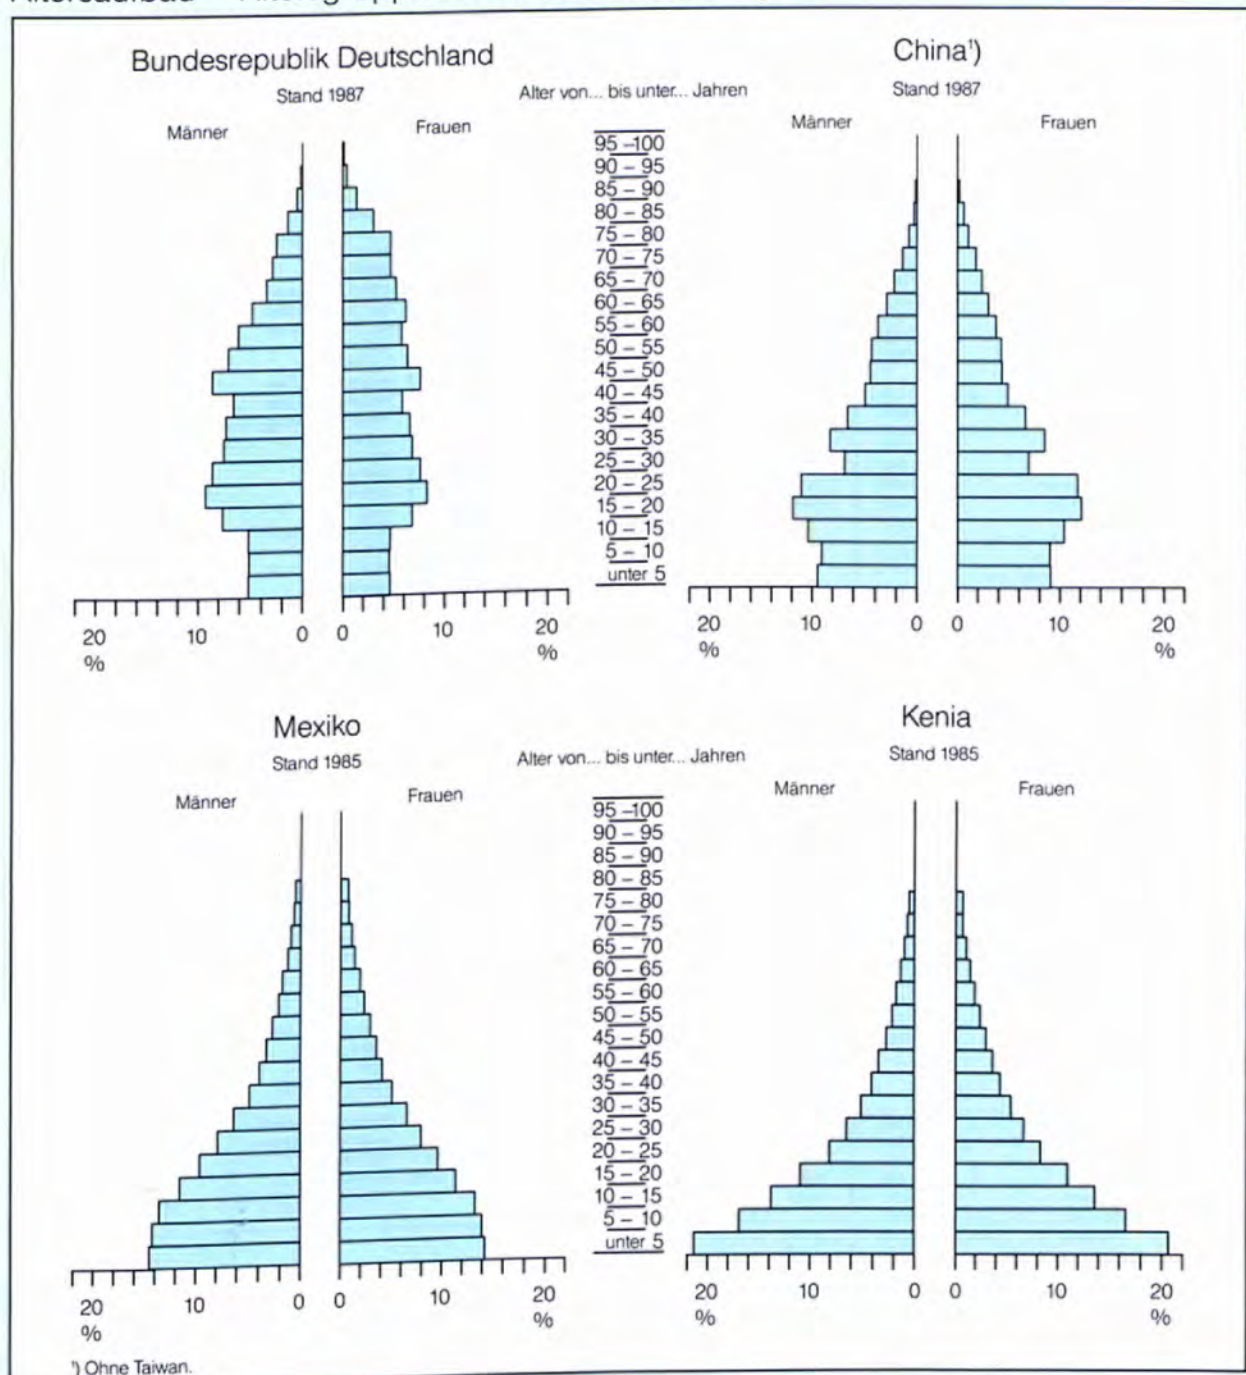 Bundesrepublik Deutschland
Stand 1987
Männer
Frauen
Alter von... bis unter... Jahren
China¹)
Stand 1987
Männer
Frauen
95 –100
90 – 95
85 – 90
80 – 85
75 – 80
70 – 75
65 – 70
60 – 65
55 – 60
50 – 55
45 – 50
40 – 45
35 – 40
30 – 35
25 – 30
20 – 25
15 – 20
10 – 15
5 – 10
unter 5
20 10 0 0 10 20
% %
20 10 0 0 10 20
% %
Mexiko
Stand 1985
Männer
Frauen
Alter von... bis unter... Jahren
Kenia
Stand 1985
Männer
Frauen
95 –100
90 – 95
85 – 90
80 – 85
75 – 80
70 – 75
65 – 70
60 – 65
55 – 60
50 – 55
45 – 50
40 – 45
35 – 40
30 – 35
25 – 30
20 – 25
15 – 20
10 – 15
5 – 10
unter 5
20 10 0 0 10 20
% %
20 10 0 0 10 20
% %
¹) Ohne Taiwan.